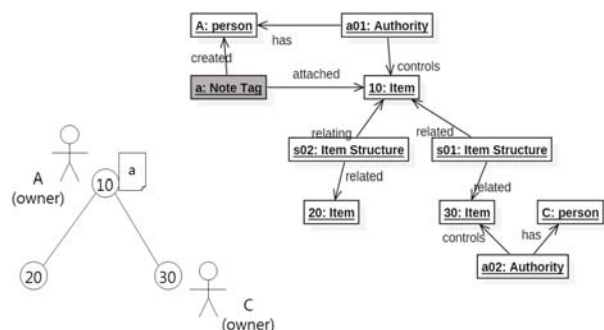 A: person
a01: Authority
has
created
controls
attached
a: Note Tag
10: Item
relating
related
s02: Item Structure
s01: Item Structure
related
related
20: Item
30: Item
C: person
controls
has
a02: Authority
A
(owner)
10
a
20
30
C
(owner)